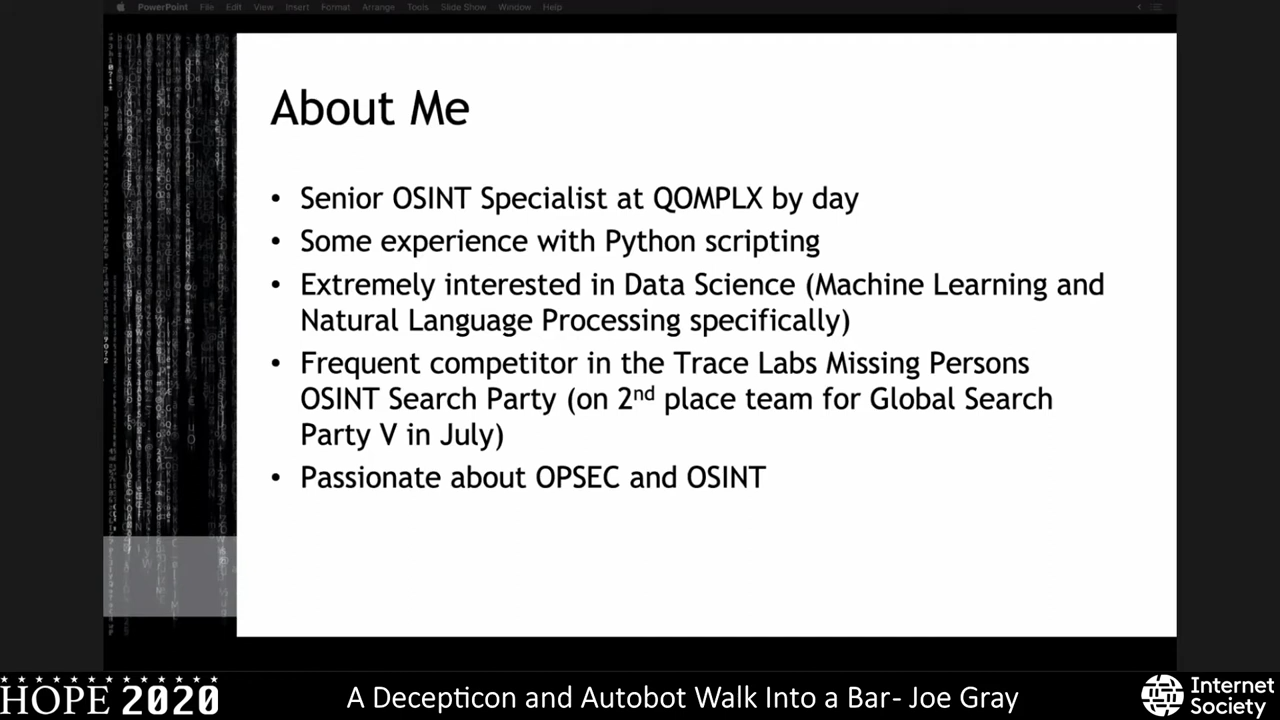 PowerPoint File Edit View Insert Format Arrange Tools Slide Show Window Help
About Me
• Senior OSINT Specialist at QOMPLX by day
• Some experience with Python scripting
• Extremely interested in Data Science (Machine Learning and
Natural Language Processing specifically)
• Frequent competitor in the Trace Labs Missing Persons
OSINT Search Party (on 2nd place team for Global Search
Party V in July)
• Passionate about OPSEC and OSINT
HOPE 2020
A Decepticon and Autobot Walk Into a Bar- Joe Gray
Internet
Society